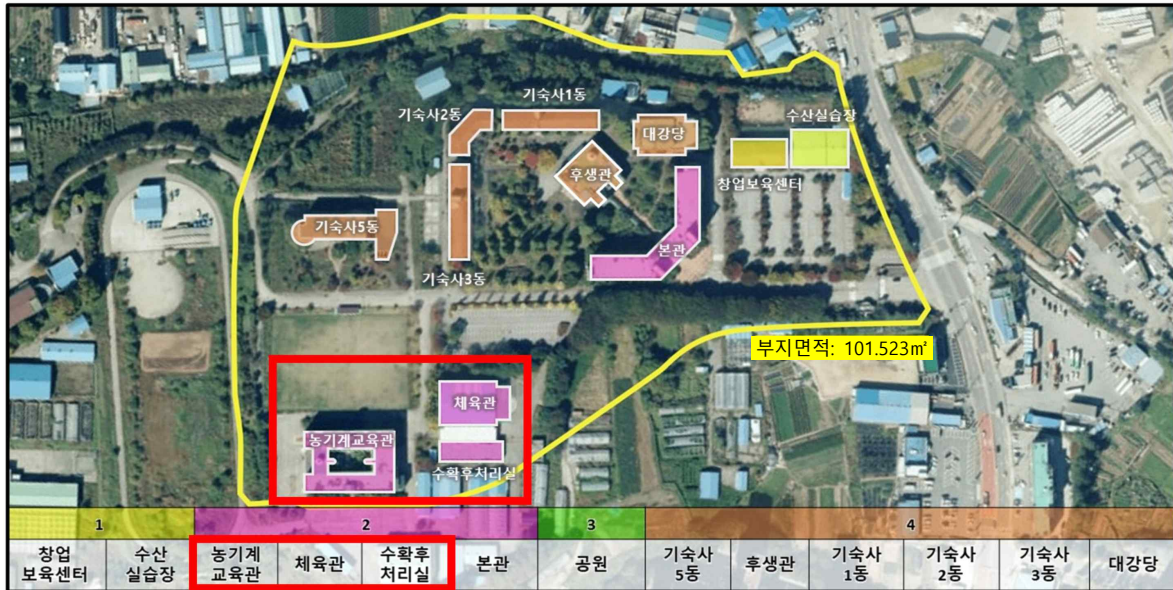 기숙사1동
기숙사2동
대강당
수산실습장
후생관
창업보육센터
기숙사5동
본관
기숙사3동
부지면적: 101.523㎡
체육관
농기계교육관
수확후처리실
1 2 3 4
창업 보육센터
수산 실습장
농기계 교육관
체육관
수확후 처리실
본관
공원
기숙사 5동
후생관
기숙사 1동
기숙사 2동
기숙사 3동
대강당